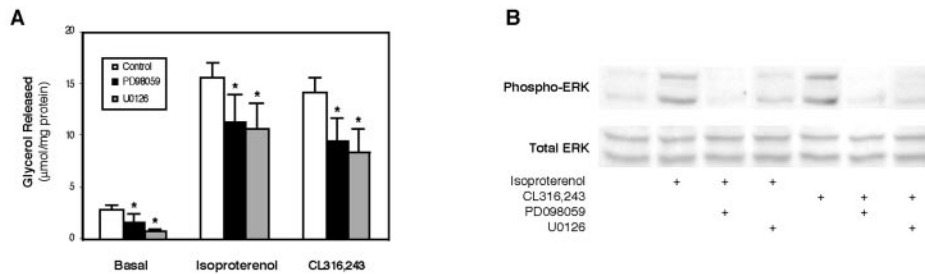 A
Glycerol Released
(μmol/mg protein)
20
15
10
5
0
Control
PD98059
U0126
* *
* *
* *
Basal Isoproterenol CL316,243
B
Phospho-ERK
Total ERK
Isoproterenol + + +
CL316,243 + + +
PD098059 + +
U0126 + +